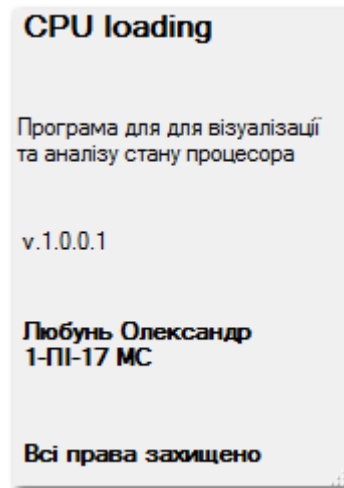 CPU loading
Програма для для візуалізації
та аналізу стану процесора
v.1.0.0.1
Любунь Олександр
1-ПІ-17 МС
Всі права захищено